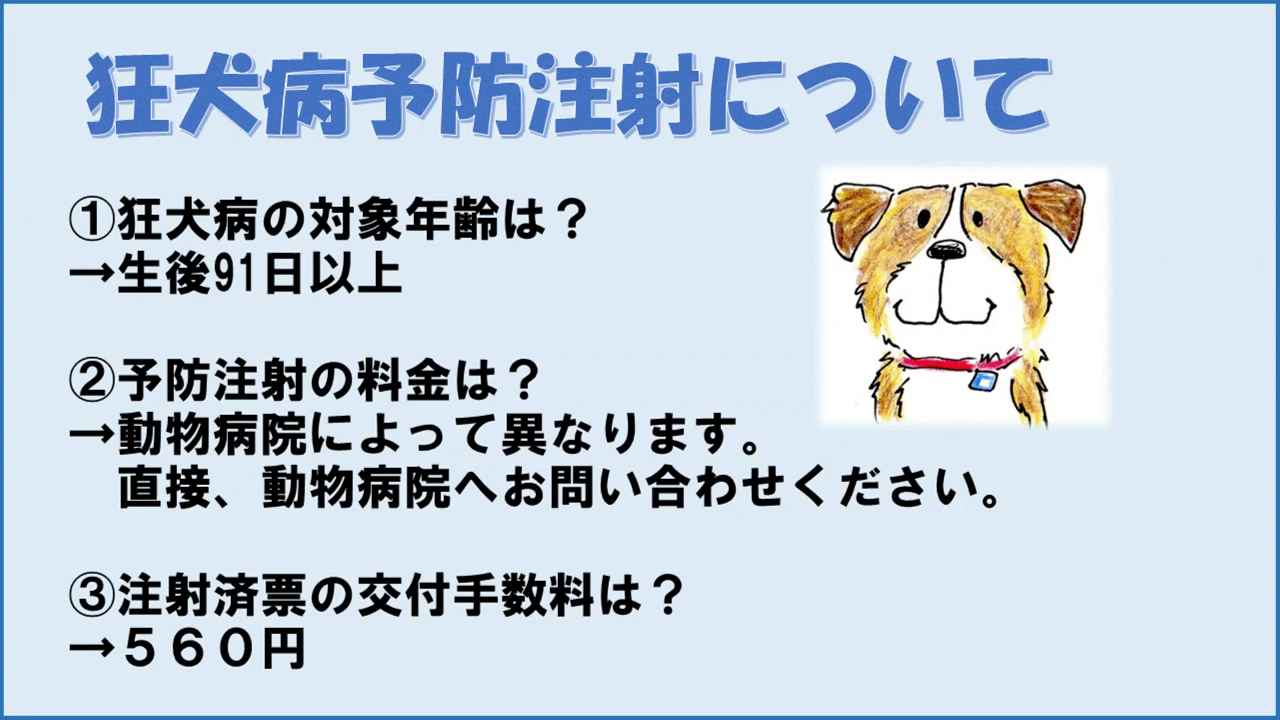 狂犬病予防注射について
①狂犬病の対象年齢は？
→生後91日以上
②予防注射の料金は？
→動物病院によって異なります。
直接、動物病院へお問い合わせください。
③注射済票の交付手数料は？
→５６０円